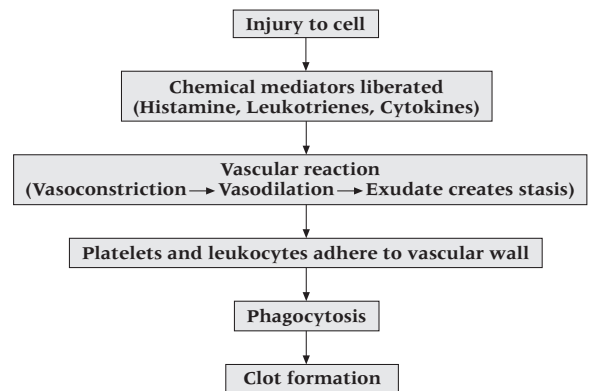 Injury to cell
Chemical mediators liberated
(Histamine, Leukotrienes, Cytokines)
Vascular reaction
(Vasoconstriction → Vasodilation → Exudate creates stasis)
Platelets and leukocytes adhere to vascular wall
Phagocytosis
Clot formation